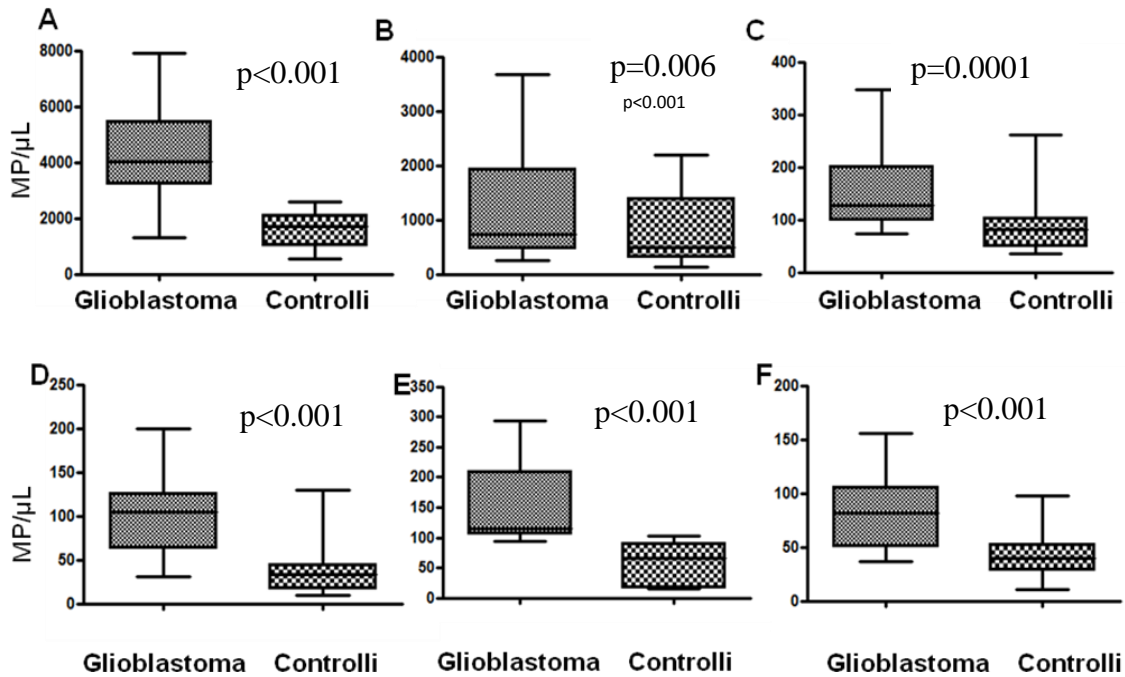 A
8000
6000
4000
2000
0
MP/µL
p<0.001
Glioblastoma Controlli
B
4000
3000
2000
1000
0
p=0.006
p<0.001
Glioblastoma Controlli
C
400
300
200
100
0
p=0.0001
Glioblastoma Controlli
D
250
200
150
100
50
0
MP/µL
p<0.001
Glioblastoma Controlli
E
350
300
250
200
150
100
50
0
p<0.001
Glioblastoma Controlli
F
200
150
100
50
0
p<0.001
Glioblastoma Controlli